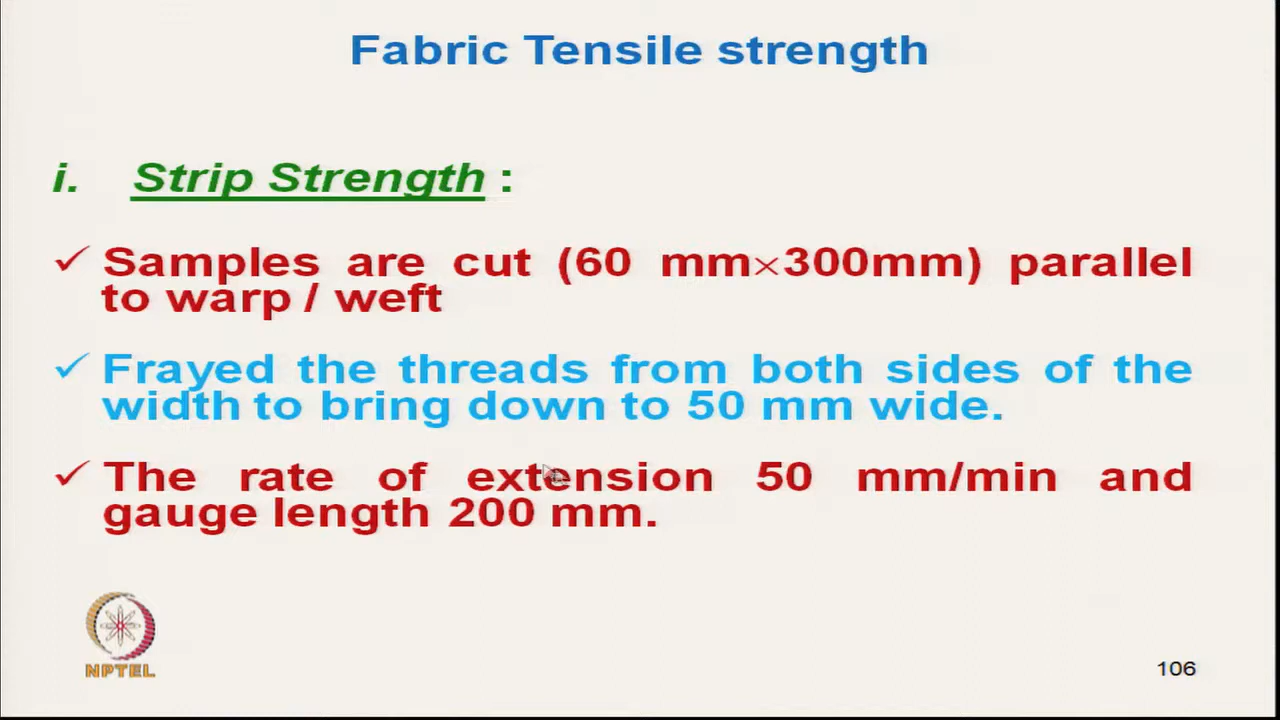 Fabric Tensile strength
i. Strip Strength :
✓ Samples are cut (60 mm×300mm) parallel
to warp / weft
✓ Frayed the threads from both sides of the
width to bring down to 50 mm wide.
✓ The rate of extension 50 mm/min and
gauge length 200 mm.
NPTEL
106